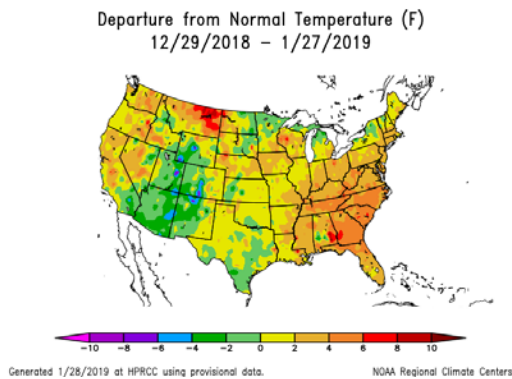 Departure from Normal Temperature (F)
12/29/2018 – 1/27/2019
-10 -8 -6 -4 -2 0 2 4 6 8 10
Generated 1/28/2019 at HPRCC using provisional data. NOAA Regional Climate Centers